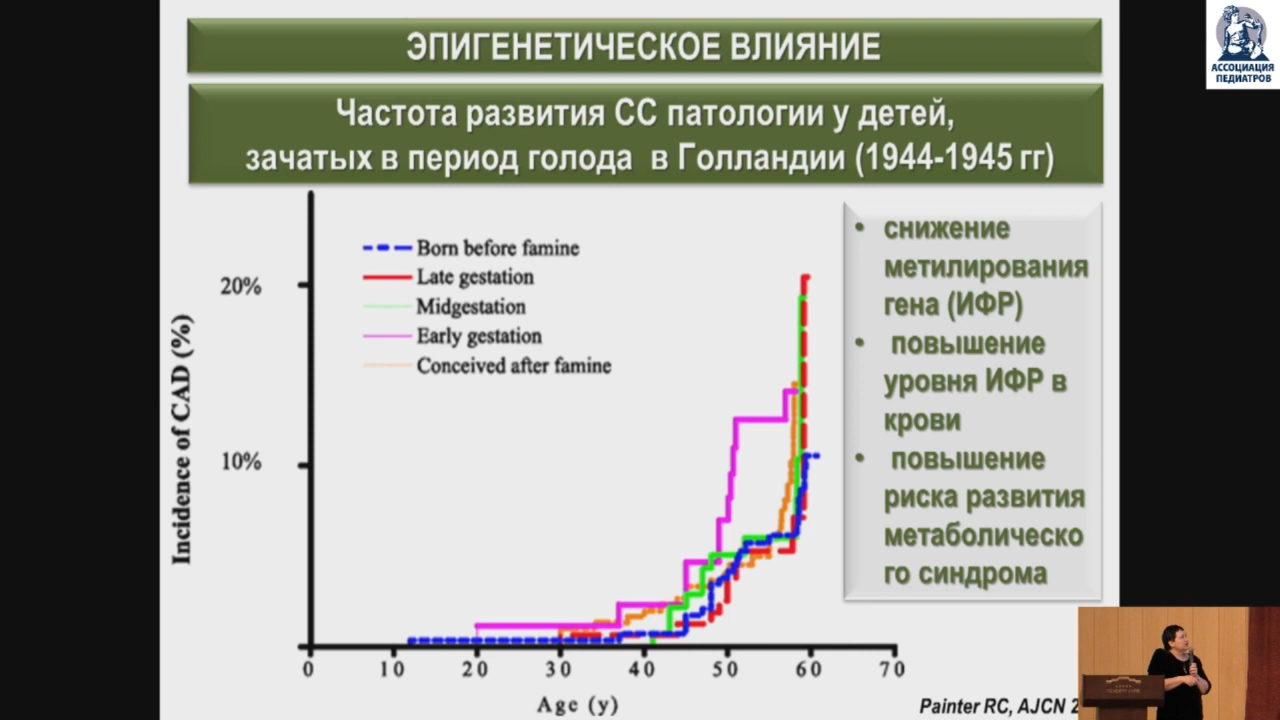 ЭПИГЕНЕТИЧЕСКОЕ ВЛИЯНИЕ
АССОЦИАЦИЯ
ПЕДИАТРОВ
Частота развития СС патологии у детей,
зачатых в период голода в Голландии (1944-1945 гг)
Incidence of CAD (%)
20%
10%
Born before famine
Late gestation
Midgestation
Early gestation
Conceived after famine
0 10 20 30 40 50 60 70
Age (y)
• снижение
метилирования
гена (ИФР)
• повышение
уровня ИФР в
крови
• повышение
риска развития
метаболическо
го синдрома
Painter RC, AJCN 2